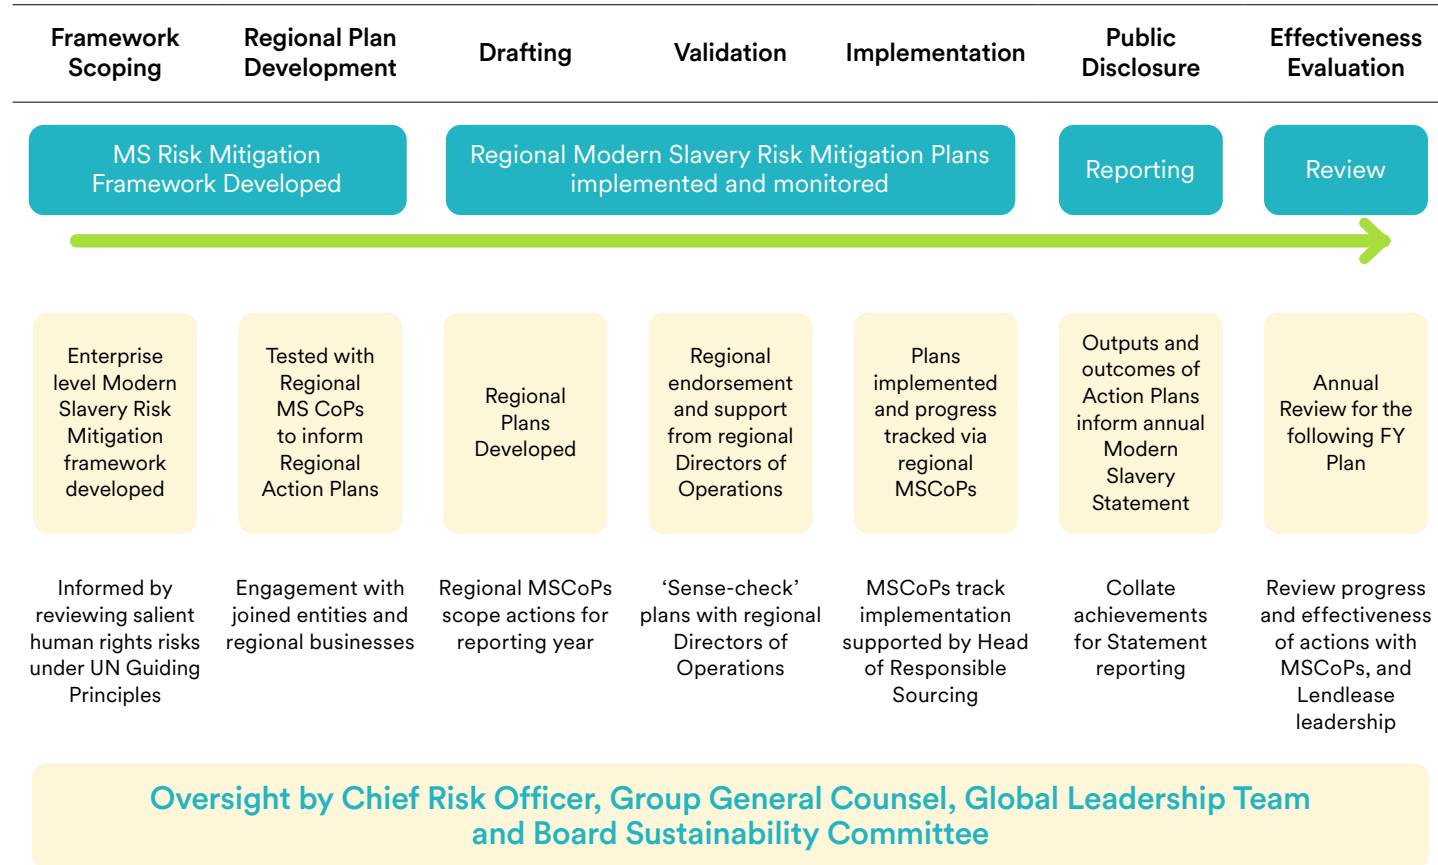 Framework
Scoping
Regional Plan
Development
Drafting
Validation
Implementation
Public
Disclosure
Effectiveness
Evaluation
MS Risk Mitigation
Framework Developed
Regional Modern Slavery Risk Mitigation Plans
implemented and monitored
Reporting
Review
Enterprise
level Modern
Slavery Risk
Mitigation
framework
developed
Tested with
Regional
MS CoPs
to inform
Regional
Action Plans
Regional
Plans
Developed
Regional
endorsement
and support
from regional
Directors of
Operations
Plans
implemented
and progress
tracked via
regional
MSCoPs
Outputs and
outcomes of
Action Plans
inform annual
Modern
Slavery
Statement
Annual
Review for the
following FY
Plan
Informed by
reviewing salient
human rights risks
under UN Guiding
Principles
Engagement with
joined entities and
regional businesses
Regional MSCoPs
scope actions for
reporting year
‘Sense-check’
plans with regional
Directors of
Operations
MSCoPs track
implementation
supported by Head
of Responsible
Sourcing
Collate
achievements
for Statement
reporting
Review progress
and effectiveness
of actions with
MSCoPs, and
Lendlease
leadership
Oversight by Chief Risk Officer, Group General Counsel, Global Leadership Team
and Board Sustainability Committee